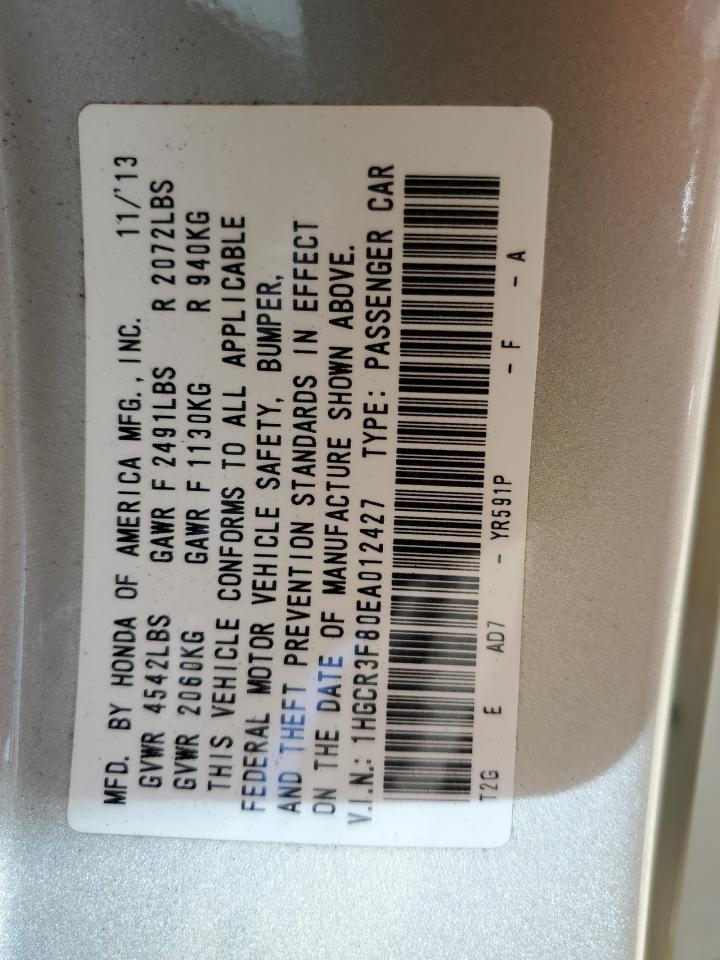 MFD. BY HONDA OF AMERICA MFG., INC. 11/'13
GVWR 4542LBS GAWR F 2491LBS R 2072LBS
GVWR 2060KG GAWR F 1130KG R 940KG
THIS VEHICLE CONFORMS TO ALL APPLICABLE
FEDERAL MOTOR VEHICLE SAFETY, BUMPER,
AND THEFT PREVENTION STANDARDS IN EFFECT
ON THE DATE OF MANUFACTURE SHOWN ABOVE.
V.I.N.: 1HGCR3F80EA012427 TYPE: PASSENGER CAR
T2G E AD7 - YR591P - F - A